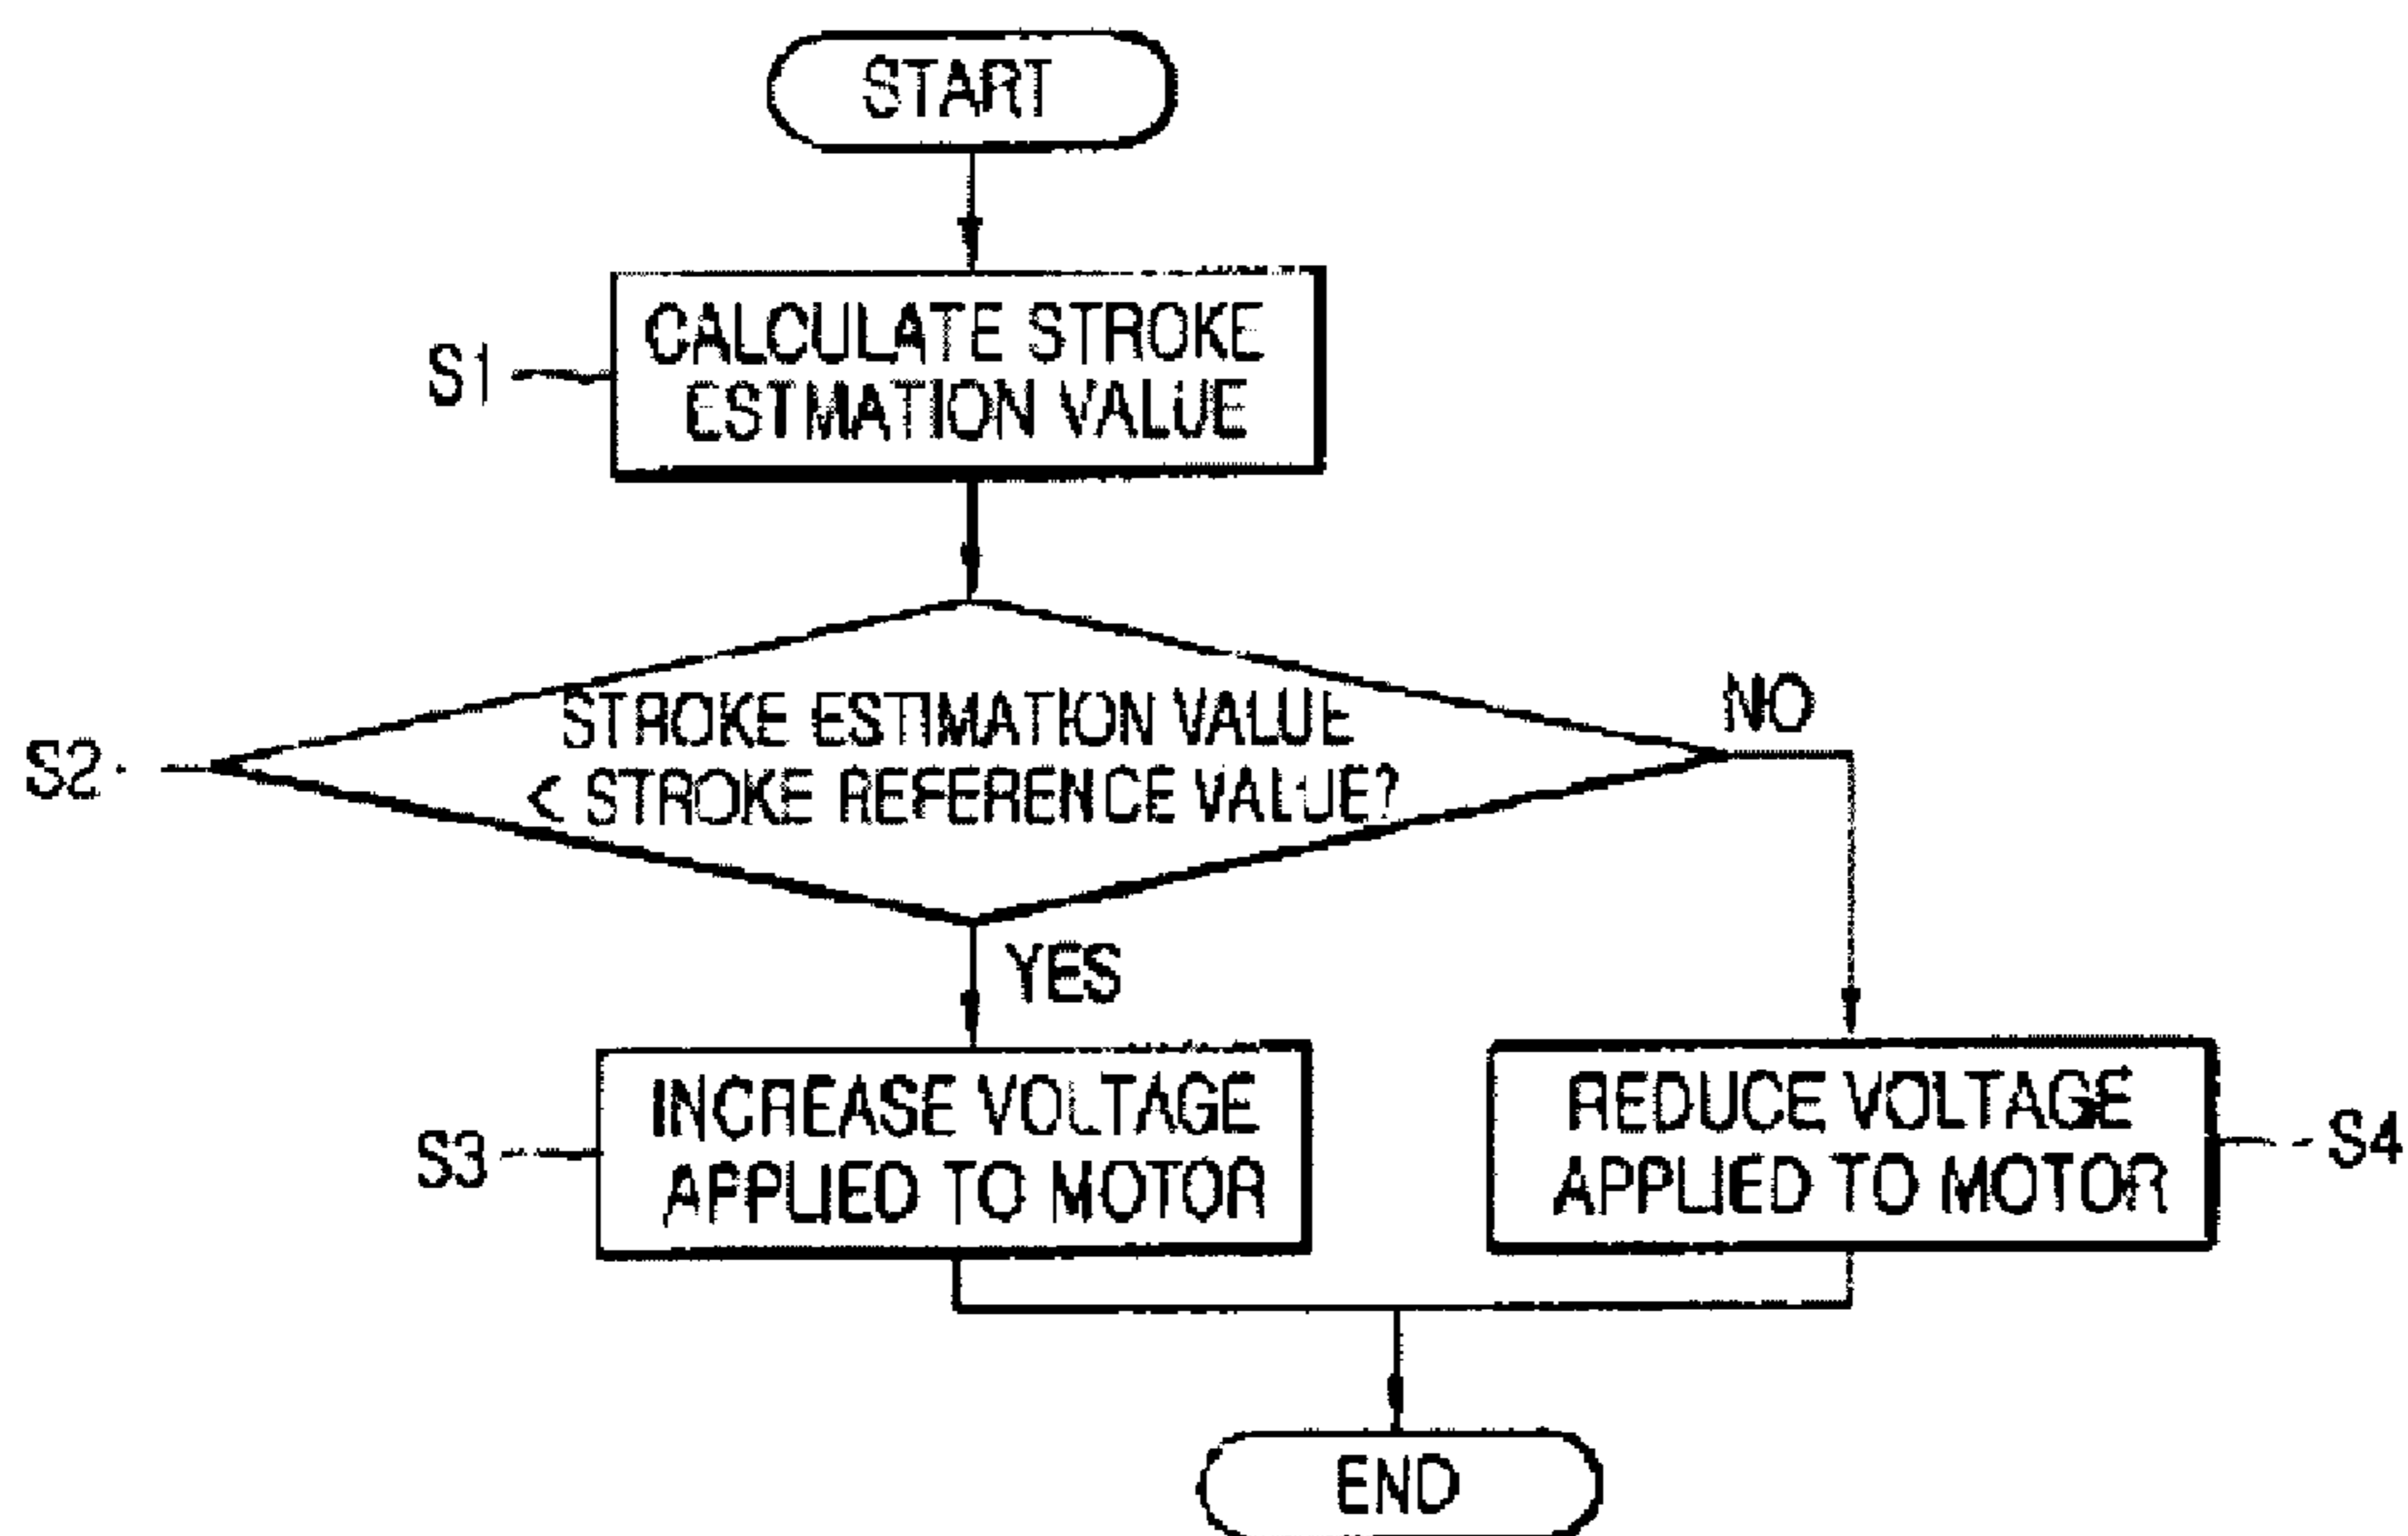 START
S1
CALCULATE STROKE
ESTMATION VALUE
S2
STROKE ESTIMATION VALUE
< STROKE REFERENCE VALUE?
NO
YES
S3
INCREASE VOLTAGE
APPLIED TO MOTOR
REDUCE VOLTAGE
APPLIED TO MOTOR
S4
END